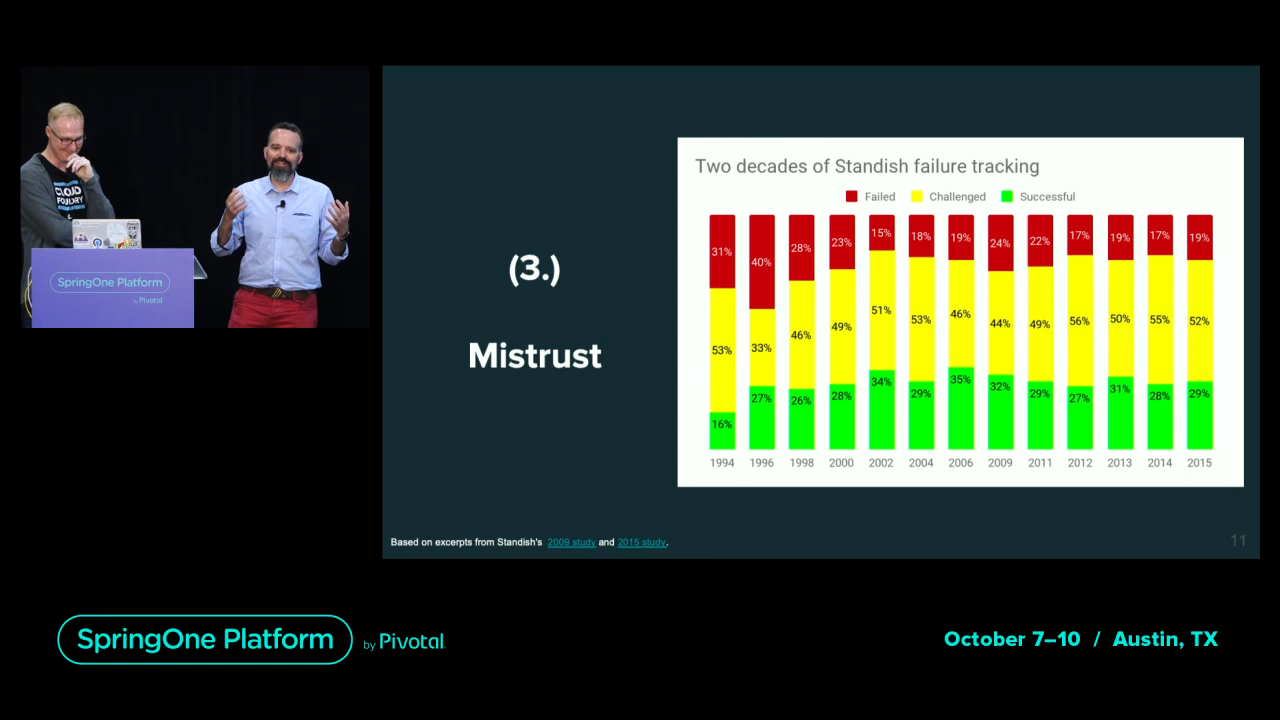 CLOUD
FOUNDRY
SpringOne Platform
by Pivotal
(3.)
Mistrust
Two decades of Standish failure tracking
Failed Challenged Successful
31% 40% 28% 23% 15% 18% 19% 24% 22% 17% 19% 17% 19%
53% 33% 46% 49% 51% 53% 46% 44% 49% 56% 50% 55% 52%
16% 27% 26% 28% 34% 29% 35% 32% 29% 27% 31% 28% 29%
1994 1996 1998 2000 2002 2004 2006 2009 2011 2012 2013 2014 2015
Based on excerpts from Standish's 2009 study and 2015 study.
11
SpringOne Platform by Pivotal.
October 7–10 / Austin, TX